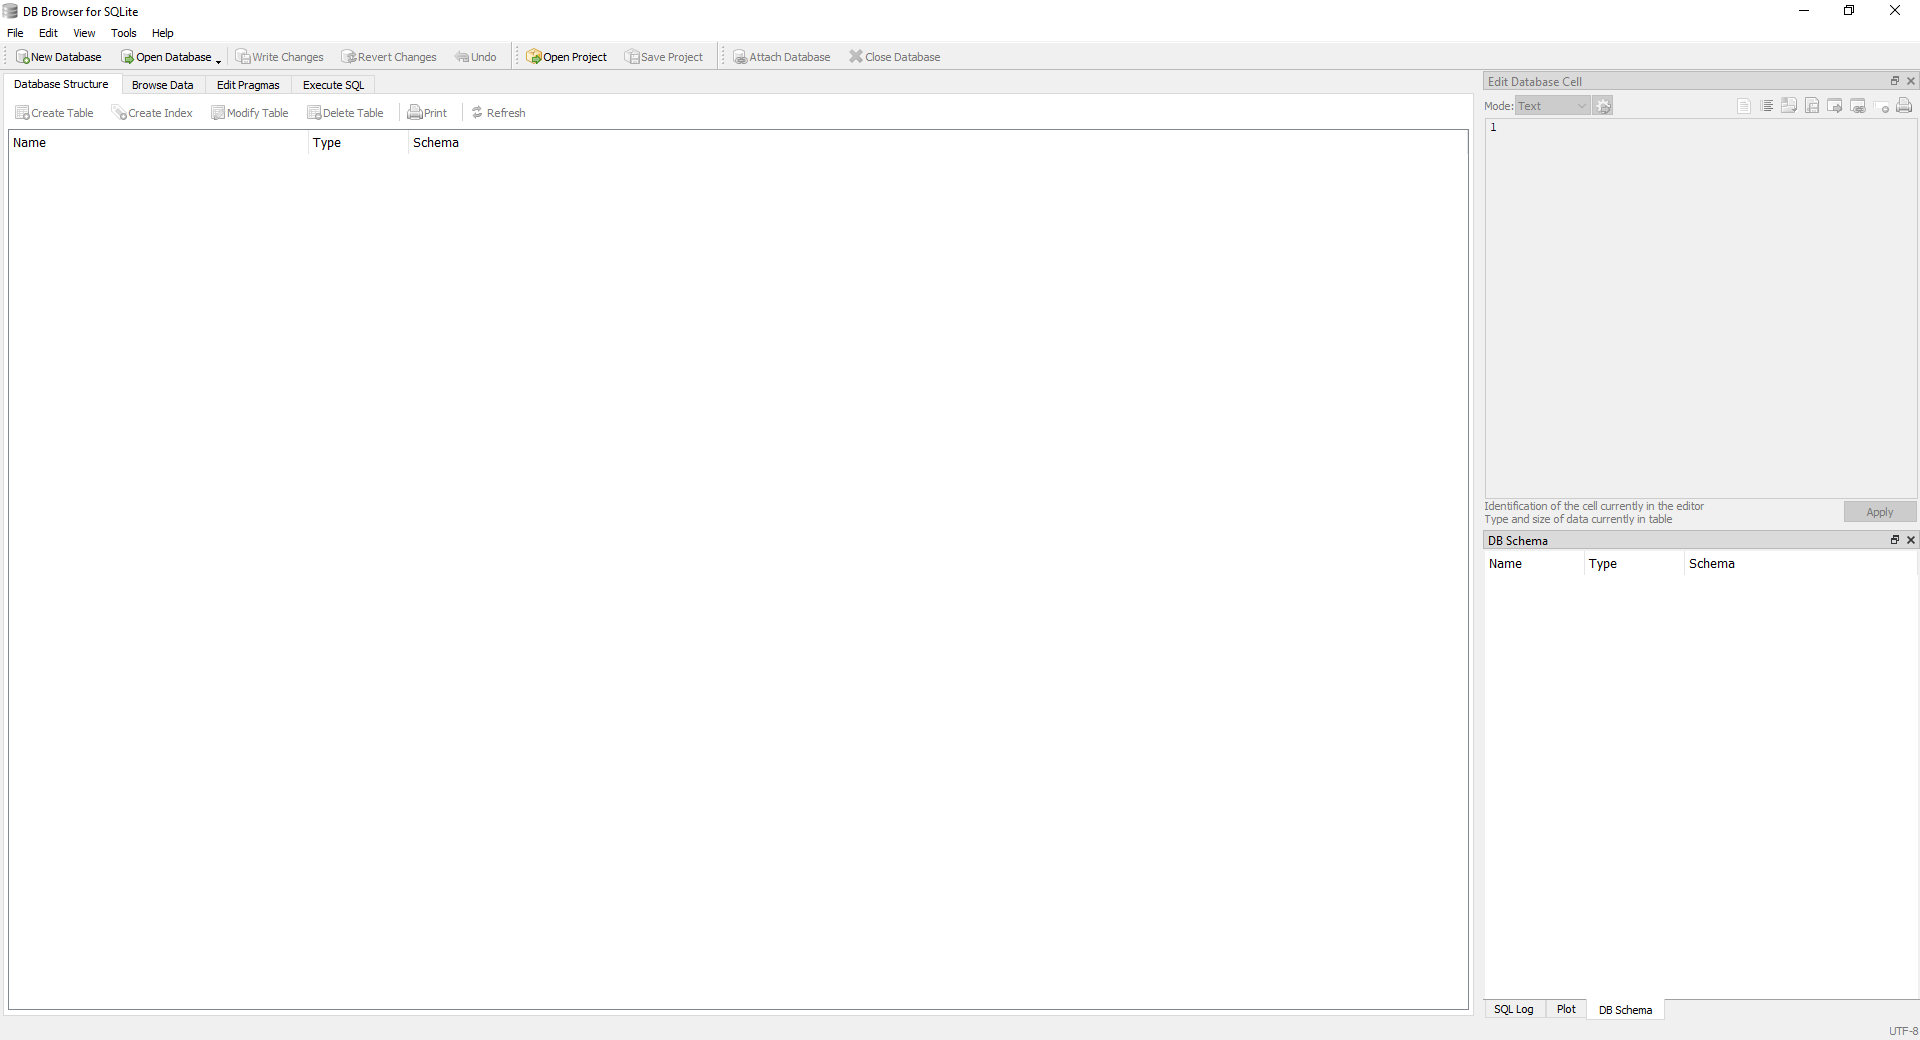 DB Browser for SQLite
File Edit View Tools Help
New Database Open Database Write Changes Revert Changes Undo Open Project Save Project Attach Database Close Database
Database Structure Browse Data Edit Pragmas Execute SQL
Create Table Create Index Modify Table Delete Table Print Refresh
Name Type Schema
Edit Database Cell
Mode: Text
1
Identification of the cell currently in the editor
Type and size of data currently in table
Apply
DB Schema
Name Type Schema
SQL Log Plot DB Schema
UTF-8